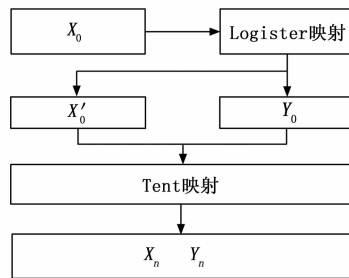 X₀
Logister映射
X₀′
Y₀
Tent映射
Xₙ Yₙ